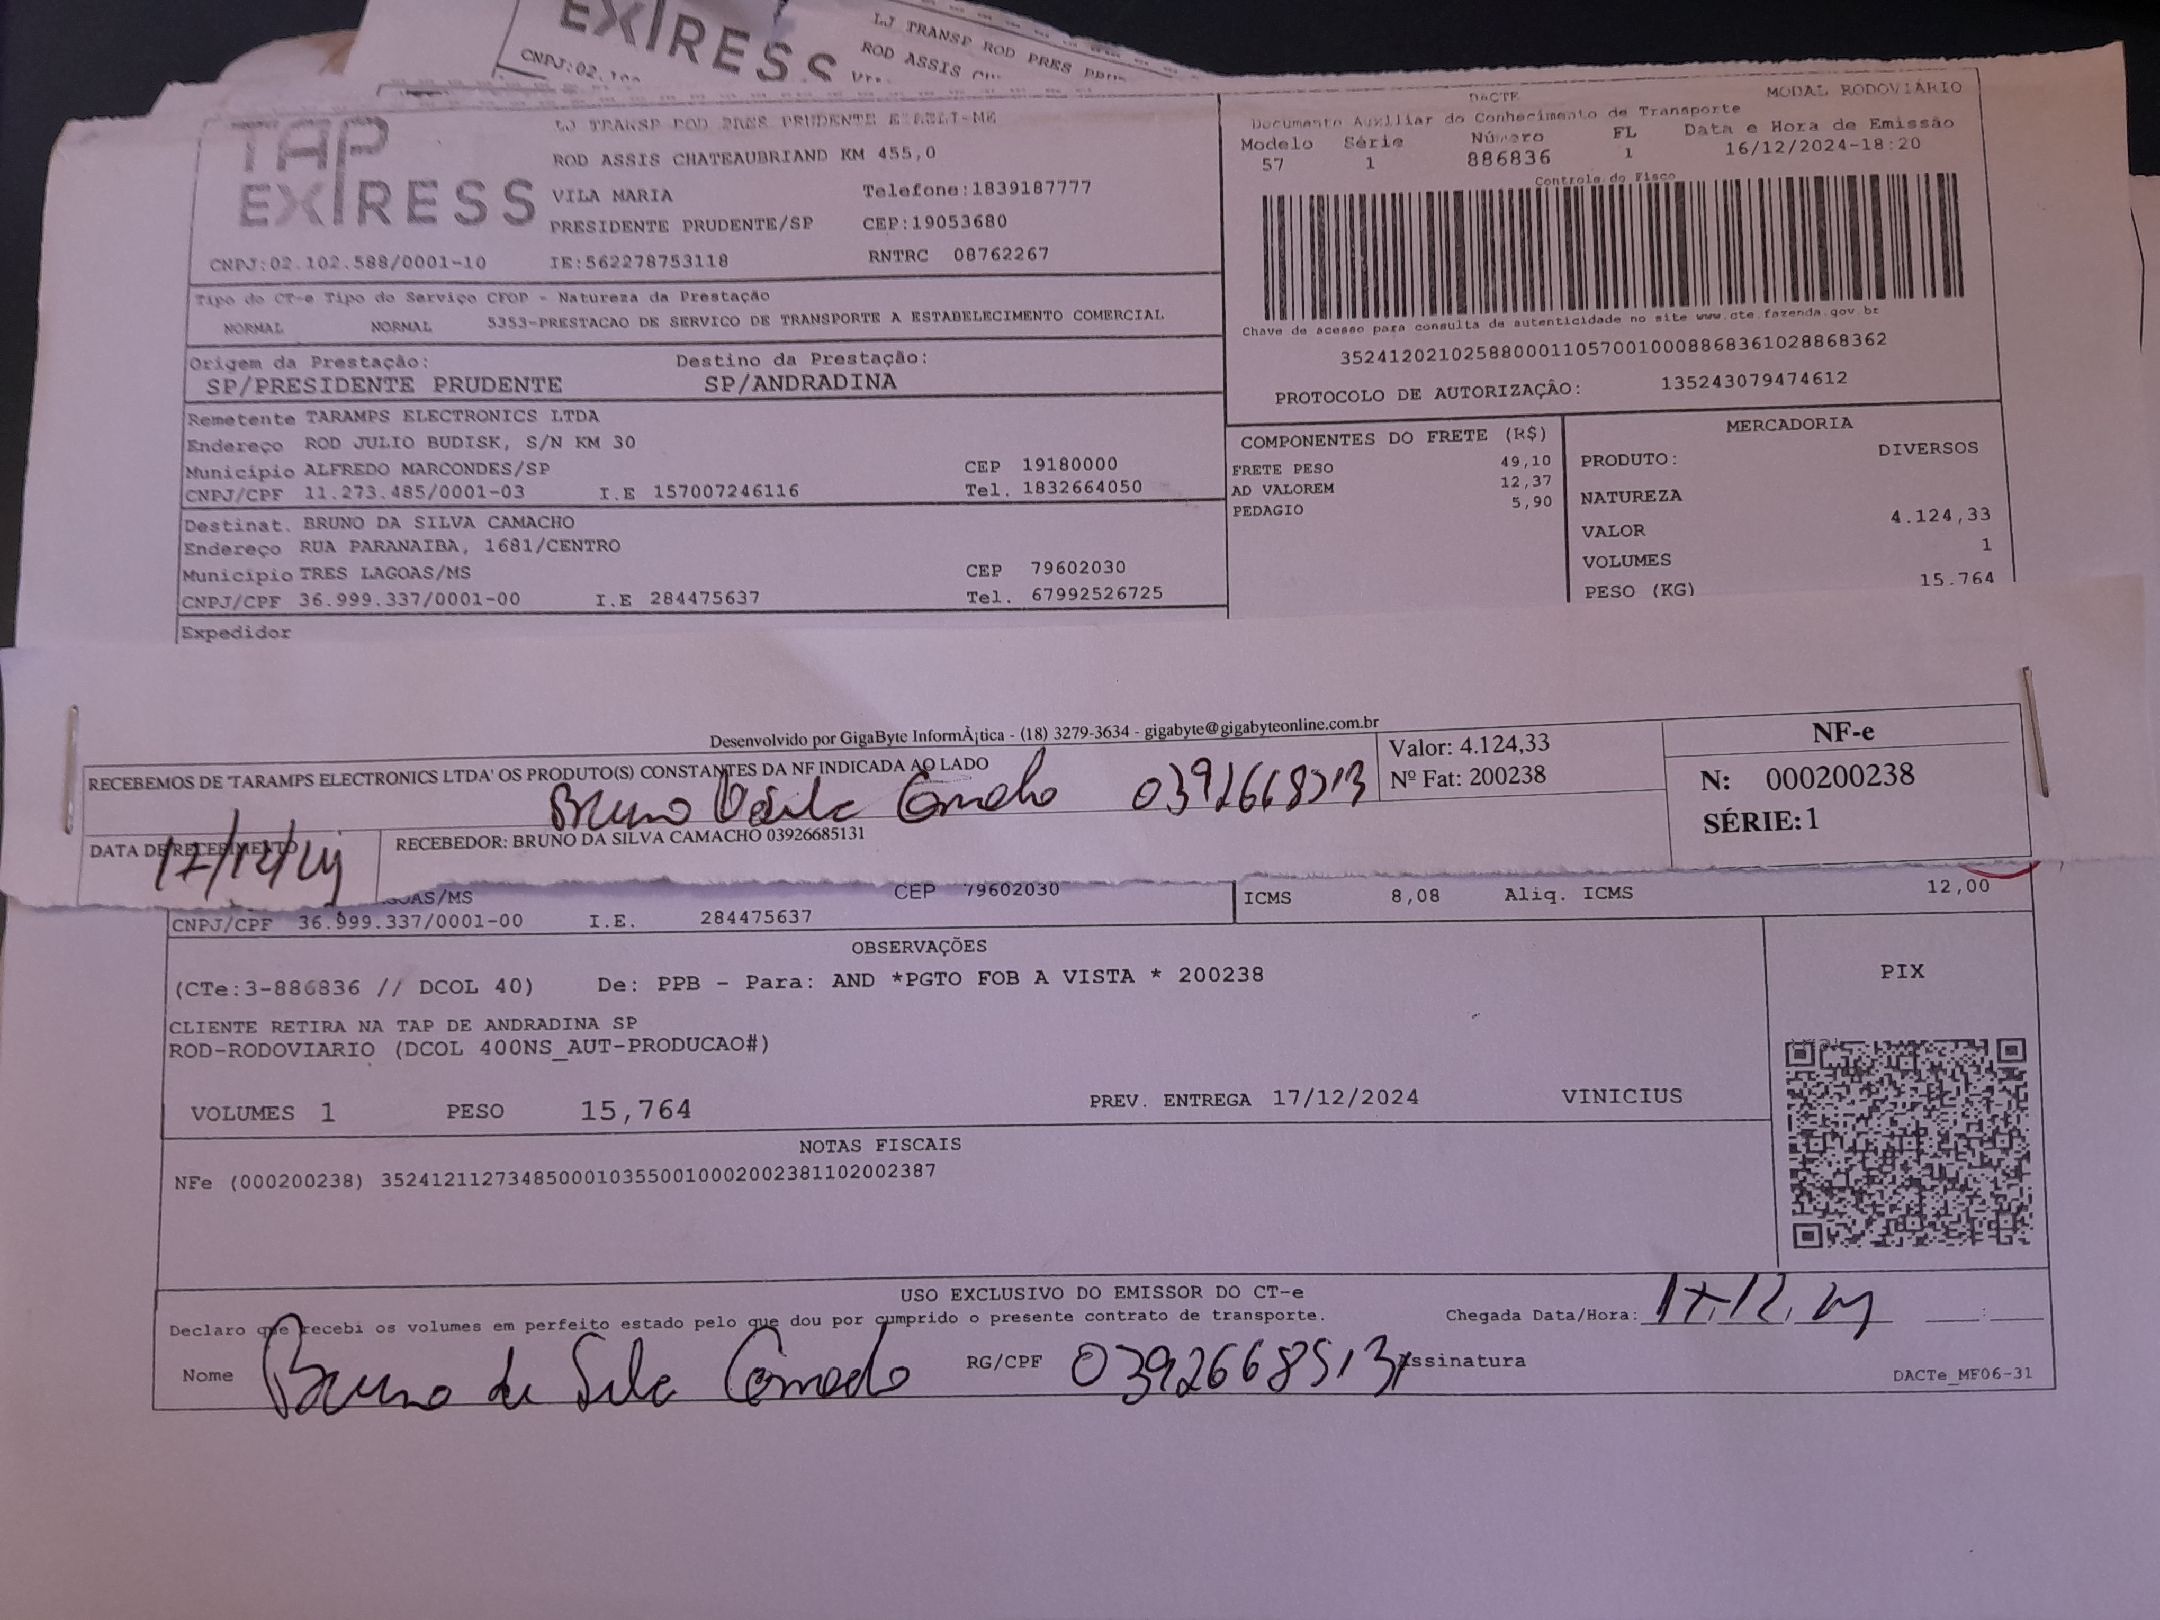 EXPRESS
CNPJ:02.
LJ TRANSP ROD PRES
ROD ASSIS
TAP
EXPRESS
CNPJ:02.102.588/0001-10
LJ TRANSP ROD PRES PRUDENTE EIRELI-ME
ROD ASSIS CHATEAUBRIAND KM 455,0
VILA MARIA Telefone:1839187777
PRESIDENTE PRUDENTE/SP CEP:19053680
IE:562278753118 RNTRC 08762267
DACTE MODAL RODOVIÁRIO
Documento Auxiliar do Conhecimento de Transporte
Modelo Série Número FL Data e Hora de Emissão
57 1 886836 1 16/12/2024-18:20
Controle do Fisco
Chave de acesso para consulta de autenticidade no site www.cte.fazenda.gov.br
35241202102588000110570010008868361028868362
PROTOCOLO DE AUTORIZAÇÃO: 135243079474612
Tipo do CT-e Tipo do Serviço CFOP - Natureza da Prestação
NORMAL NORMAL 5353-PRESTACAO DE SERVICO DE TRANSPORTE A ESTABELECIMENTO COMERCIAL
Origem da Prestação: Destino da Prestação:
SP/PRESIDENTE PRUDENTE SP/ANDRADINA
Remetente TARAMPS ELECTRONICS LTDA
Endereço ROD JULIO BUDISK, S/N KM 30
Município ALFREDO MARCONDES/SP CEP 19180000
CNPJ/CPF 11.273.485/0001-03 I.E 157007246116 Tel. 1832664050
Destinat. BRUNO DA SILVA CAMACHO
Endereço RUA PARANAIBA, 1681/CENTRO
Município TRES LAGOAS/MS CEP 79602030
CNPJ/CPF 36.999.337/0001-00 I.E 284475637 Tel. 67992526725
Expedidor
COMPONENTES DO FRETE (R$)
FRETE PESO 49,10
AD VALOREM 12,37
PEDAGIO 5,90
MERCADORIA
PRODUTO: DIVERSOS
NATUREZA
VALOR 4.124,33
VOLUMES 1
PESO (KG) 15.764
Desenvolvido por GigaByte InformÃ¡tica - (18) 3279-3634 - gigabyte@gigabyteonline.com.br
RECEBEMOS DE 'TARAMPS ELECTRONICS LTDA' OS PRODUTO(S) CONSTANTES DA NF INDICADA AO LADO
Bruno da Silva Camacho 03926685131
Valor: 4.124,33
Nº Fat: 200238
NF-e
N: 000200238
SÉRIE: 1
DATA DE RECEBIMENTO
17/12/24
RECEBEDOR: BRUNO DA SILVA CAMACHO 03926685131
OAS/MS CEP 79602030
CNPJ/CPF 36.999.337/0001-00 I.E. 284475637
ICMS 8,08 Aliq. ICMS 12,00
OBSERVAÇÕES
(CTe:3-886836 // DCOL 40) De: PPB - Para: AND *PGTO FOB A VISTA * 200238
CLIENTE RETIRA NA TAP DE ANDRADINA SP
ROD-RODOVIARIO (DCOL 400NS_AUT-PRODUCAO#)
VOLUMES 1 PESO 15,764 PREV. ENTREGA 17/12/2024 VINICIUS
PIX
NOTAS FISCAIS
NFe (000200238) 35241211273485000103550010002002381102002387
USO EXCLUSIVO DO EMISSOR DO CT-e
Declaro que recebi os volumes em perfeito estado pelo que dou por cumprido o presente contrato de transporte. Chegada Data/Hora: 17.12.24
Nome Bruno da Silva Camacho RG/CPF 03926685131 Assinatura
DACTe_MF06-31